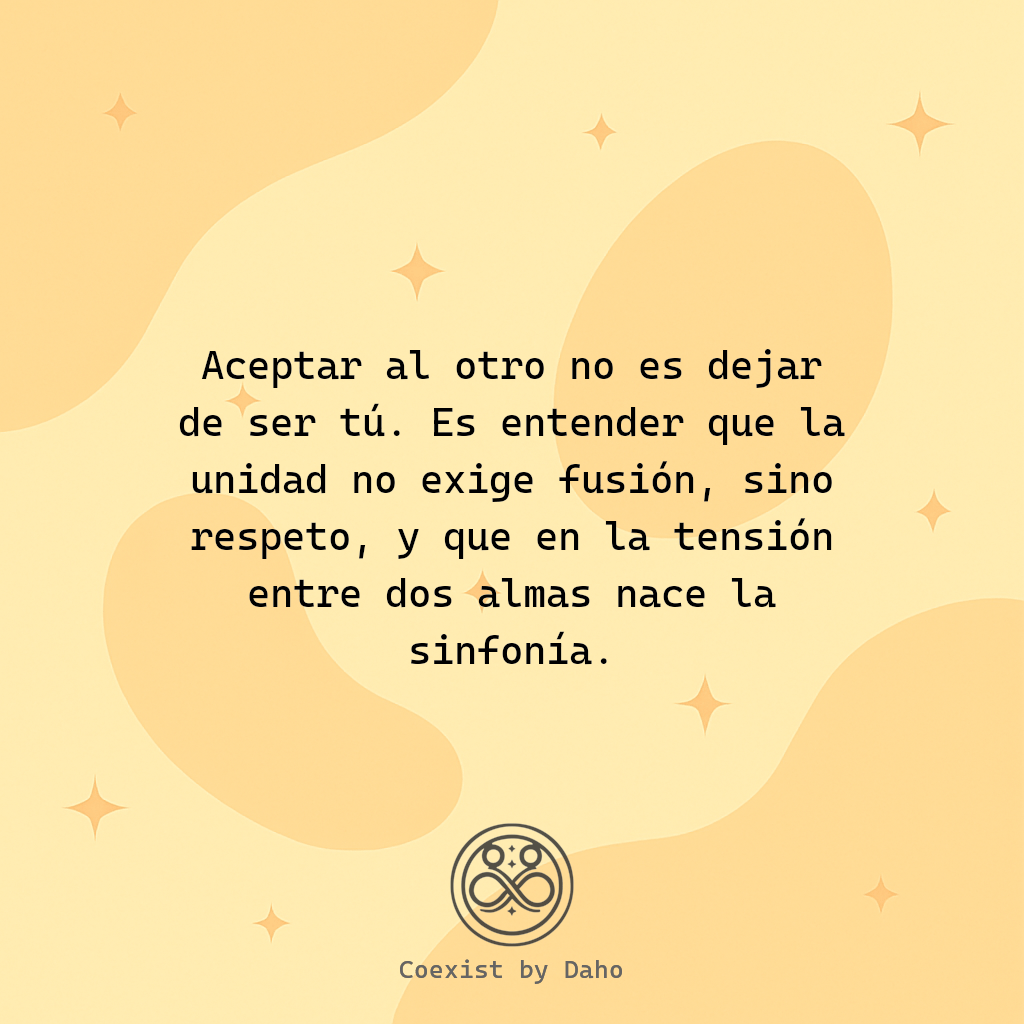 Aceptar al otro no es dejar
de ser tú. Es entender que la
unidad no exige fusión, sino
respeto, y que en la tensión
entre dos almas nace la
sinfonía.
Coexist by Daho